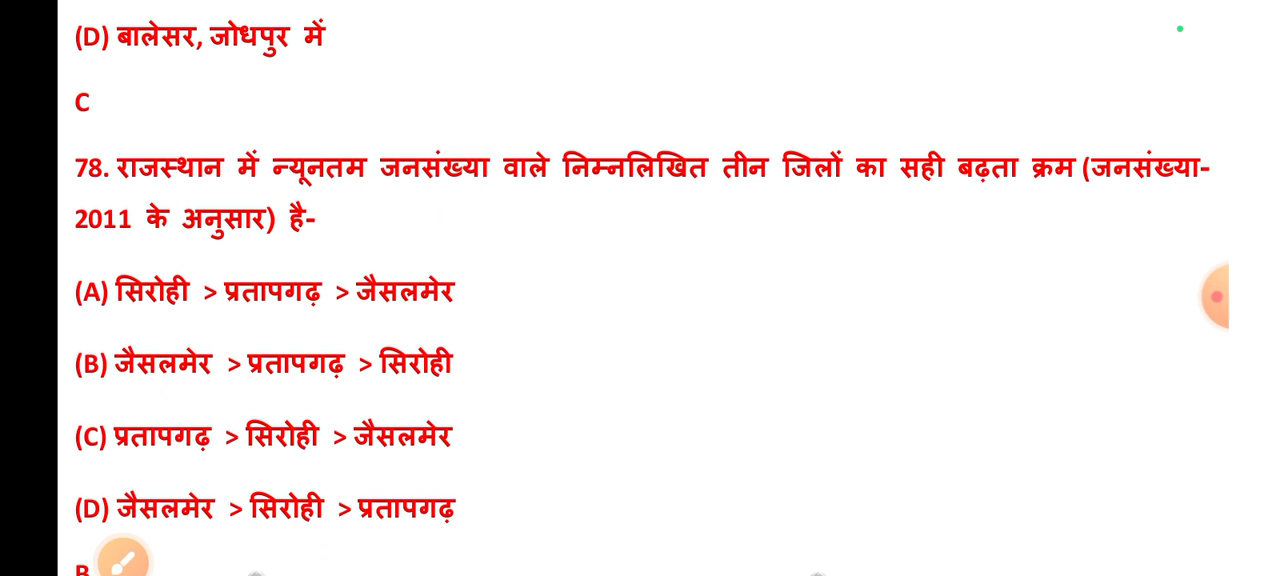 (D) बालेसर, जोधपुर में
C
78. राजस्थान में न्यूनतम जनसंख्या वाले निम्नलिखित तीन जिलों का सही बढ़ता क्रम (जनसंख्या-
2011 के अनुसार) है-
(A) सिरोही > प्रतापगढ़ > जैसलमेर
(B) जैसलमेर > प्रतापगढ़ > सिरोही
(C) प्रतापगढ़ > सिरोही > जैसलमेर
(D) जैसलमेर > सिरोही > प्रतापगढ़
B